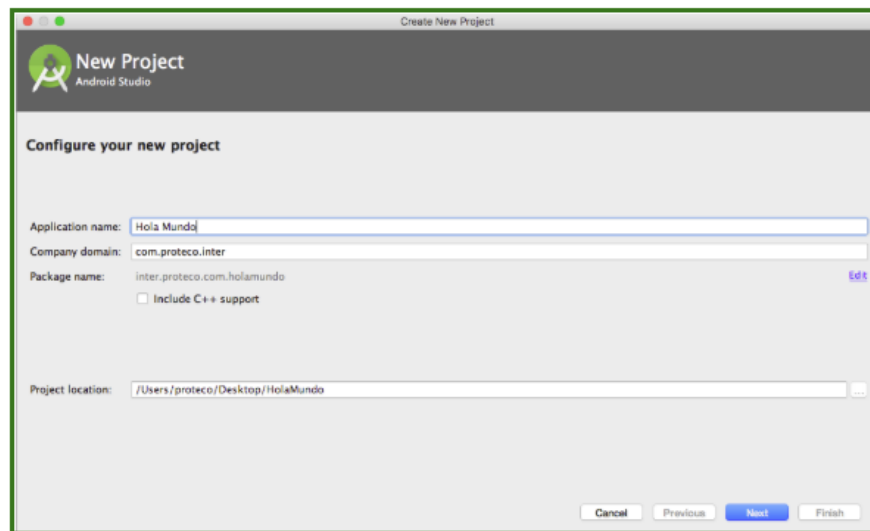 Create New Project
New Project
Android Studio
Configure your new project
Application name: Hola Mundo
Company domain: com.proteco.inter
Package name: inter.proteco.com.holamundo Edit
Include C++ support
Project location: /Users/proteco/Desktop/HolaMundo ...
Cancel Previous Next Finish